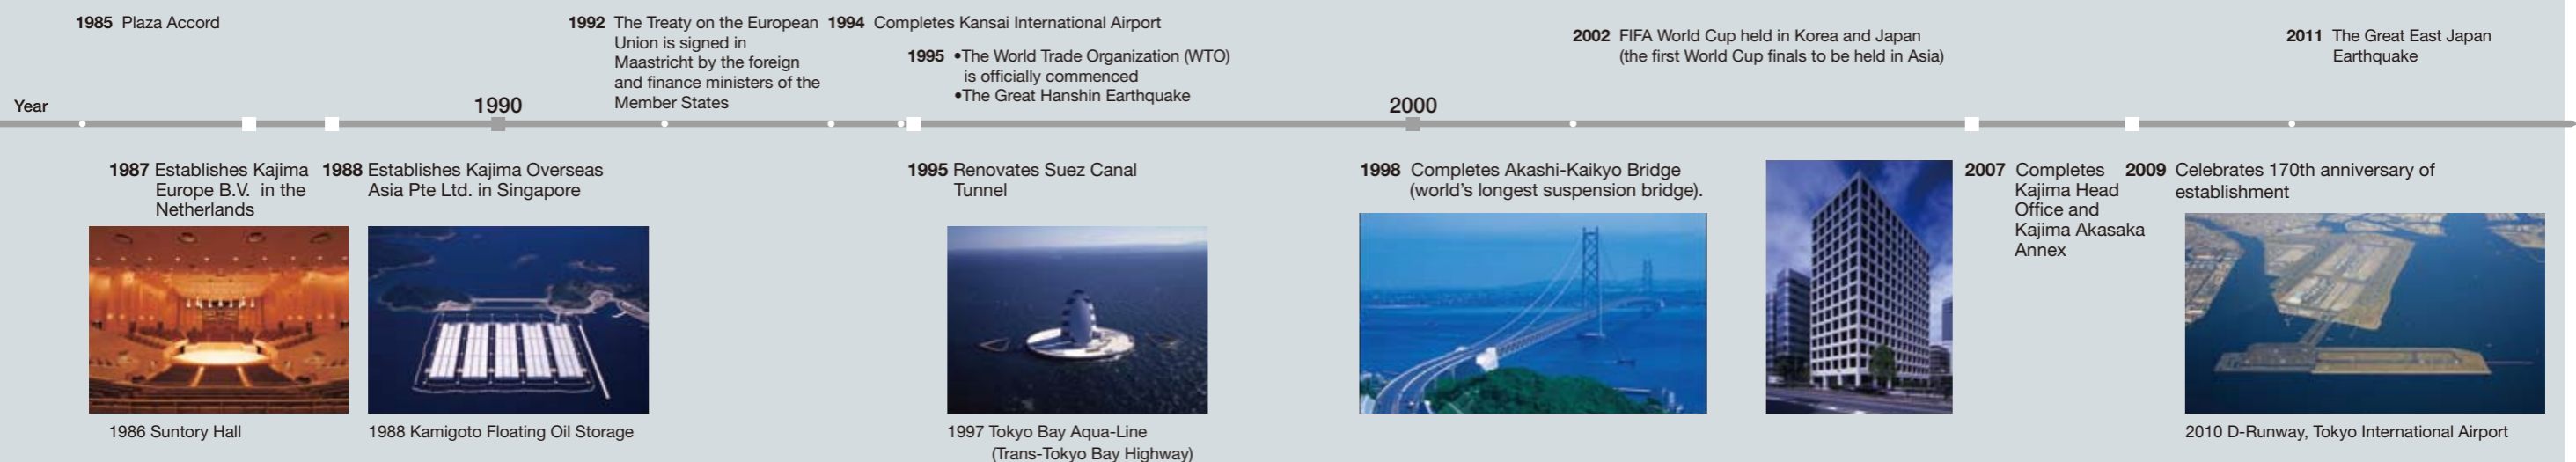 1985 Plaza Accord
1992 The Treaty on the European
Union is signed in
Maastricht by the foreign
and finance ministers of the
Member States
1994 Completes Kansai International Airport
1995 •The World Trade Organization (WTO)
is officially commenced
•The Great Hanshin Earthquake
2002 FIFA World Cup held in Korea and Japan
(the first World Cup finals to be held in Asia)
2011 The Great East Japan
Earthquake
Year
1990
2000
1987 Establishes Kajima
Europe B.V. in the
Netherlands
1988 Establishes Kajima Overseas
Asia Pte Ltd. in Singapore
1995 Renovates Suez Canal
Tunnel
1998 Completes Akashi-Kaikyo Bridge
(world's longest suspension bridge).
2007 Completes
Kajima Head
Office and
Kajima Akasaka
Annex
2009 Celebrates 170th anniversary of
establishment
1986 Suntory Hall
1988 Kamigoto Floating Oil Storage
1997 Tokyo Bay Aqua-Line
(Trans-Tokyo Bay Highway)
2010 D-Runway, Tokyo International Airport